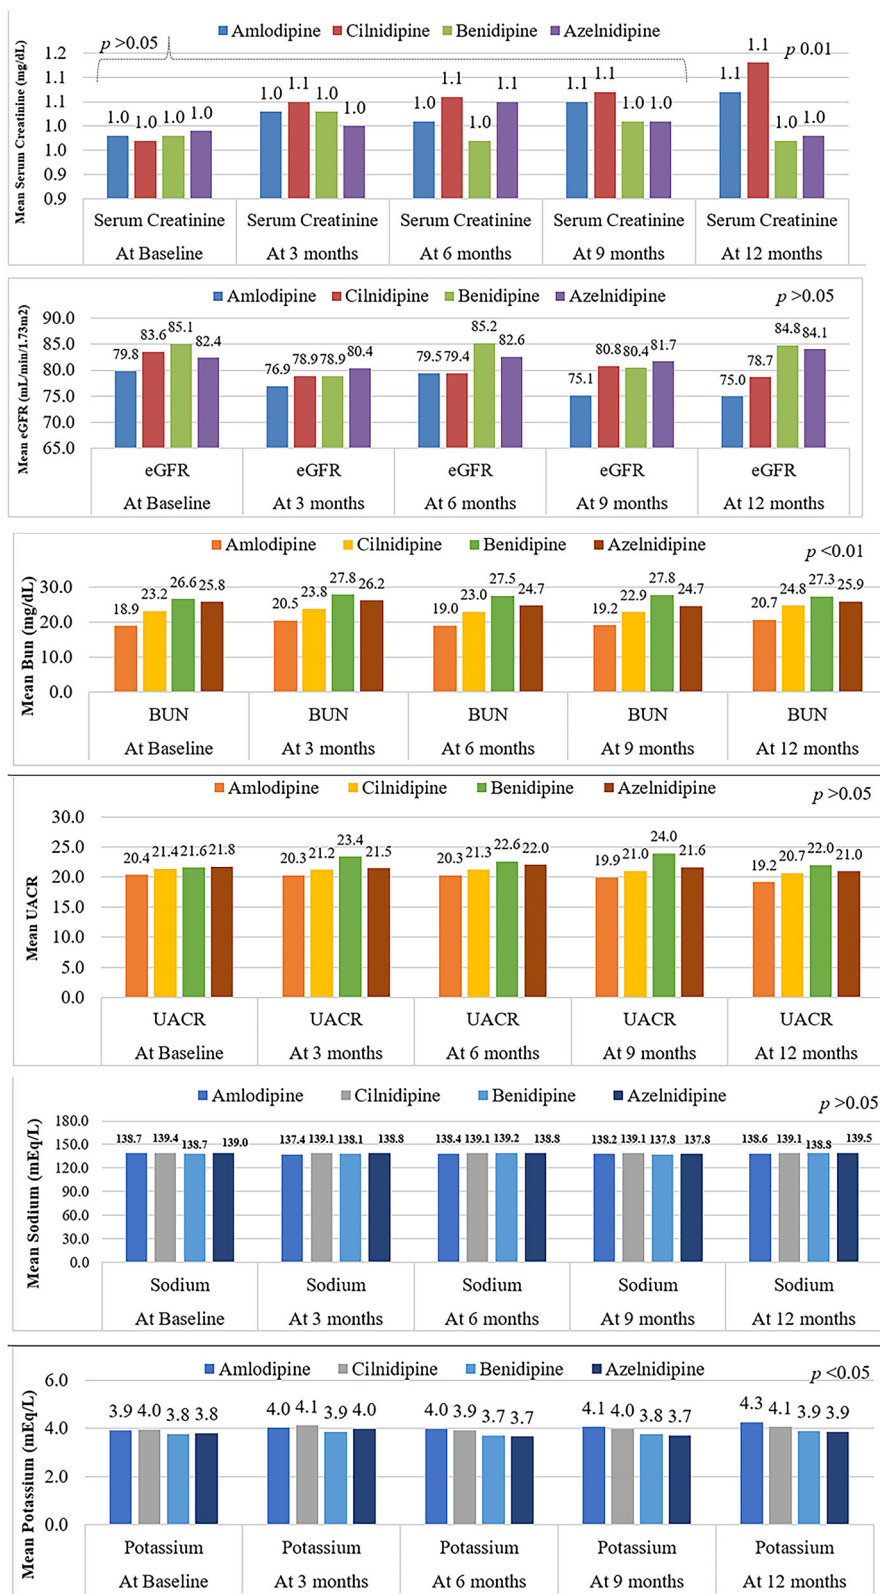 Amlodipine Cilnidipine Benidipine Azelnidipine
p >0.05
p 0.01
Mean Serum Creatinine (mg/dL)
1.2
1.1
1.1
1.0
1.0
0.9
0.9
1.0 1.0 1.0 1.0
1.0 1.1 1.0 1.0
1.0 1.1 1.0 1.1
1.1 1.1 1.0 1.0
1.1 1.1 1.0 1.0
Serum Creatinine Serum Creatinine Serum Creatinine Serum Creatinine Serum Creatinine
At Baseline At 3 months At 6 months At 9 months At 12 months
Amlodipine Cilnidipine Benidipine Azelnidipine
p >0.05
Mean eGFR (mL/min/1.73m2)
90.0
85.0
80.0
75.0
70.0
65.0
79.8 83.6 85.1 82.4
76.9 78.9 78.9 80.4
79.5 79.4 85.2 82.6
75.1 80.8 80.4 81.7
75.0 78.7 84.8 84.1
eGFR eGFR eGFR eGFR eGFR
At Baseline At 3 months At 6 months At 9 months At 12 months
Amlodipine Cilnidipine Benidipine Azelnidipine
p <0.01
Mean Bun (mg/dL)
30.0
20.0
10.0
0.0
18.9 23.2 26.6 25.8
20.5 23.8 27.8 26.2
19.0 23.0 27.5 24.7
19.2 22.9 27.8 24.7
20.7 24.8 27.3 25.9
BUN BUN BUN BUN BUN
At Baseline At 3 months At 6 months At 9 months At 12 months
Amlodipine Cilnidipine Benidipine Azelnidipine
p >0.05
Mean UACR
30.0
25.0
20.0
15.0
10.0
5.0
0.0
20.4 21.4 21.6 21.8
20.3 21.2 23.4 21.5
20.3 21.3 22.6 22.0
19.9 21.0 24.0 21.6
19.2 20.7 22.0 21.0
UACR UACR UACR UACR UACR
At Baseline At 3 months At 6 months At 9 months At 12 months
Amlodipine Cilnidipine Benidipine Azelnidipine
p >0.05
Mean Sodium (mEq/L)
180.0
150.0
120.0
90.0
60.0
30.0
0.0
138.7 139.4 138.7 139.0
137.4 139.1 138.1 138.8
138.4 139.1 139.2 138.8
138.2 139.1 137.8 137.8
138.6 139.1 138.8 139.5
Sodium Sodium Sodium Sodium Sodium
At Baseline At 3 months At 6 months At 9 months At 12 months
Amlodipine Cilnidipine Benidipine Azelnidipine
p <0.05
Mean Potassium (mEq/L)
6.0
4.0
2.0
0.0
3.9 4.0 3.8 3.8
4.0 4.1 3.9 4.0
4.0 3.9 3.7 3.7
4.1 4.0 3.8 3.7
4.3 4.1 3.9 3.9
Potassium Potassium Potassium Potassium Potassium
At Baseline At 3 months At 6 months At 9 months At 12 months